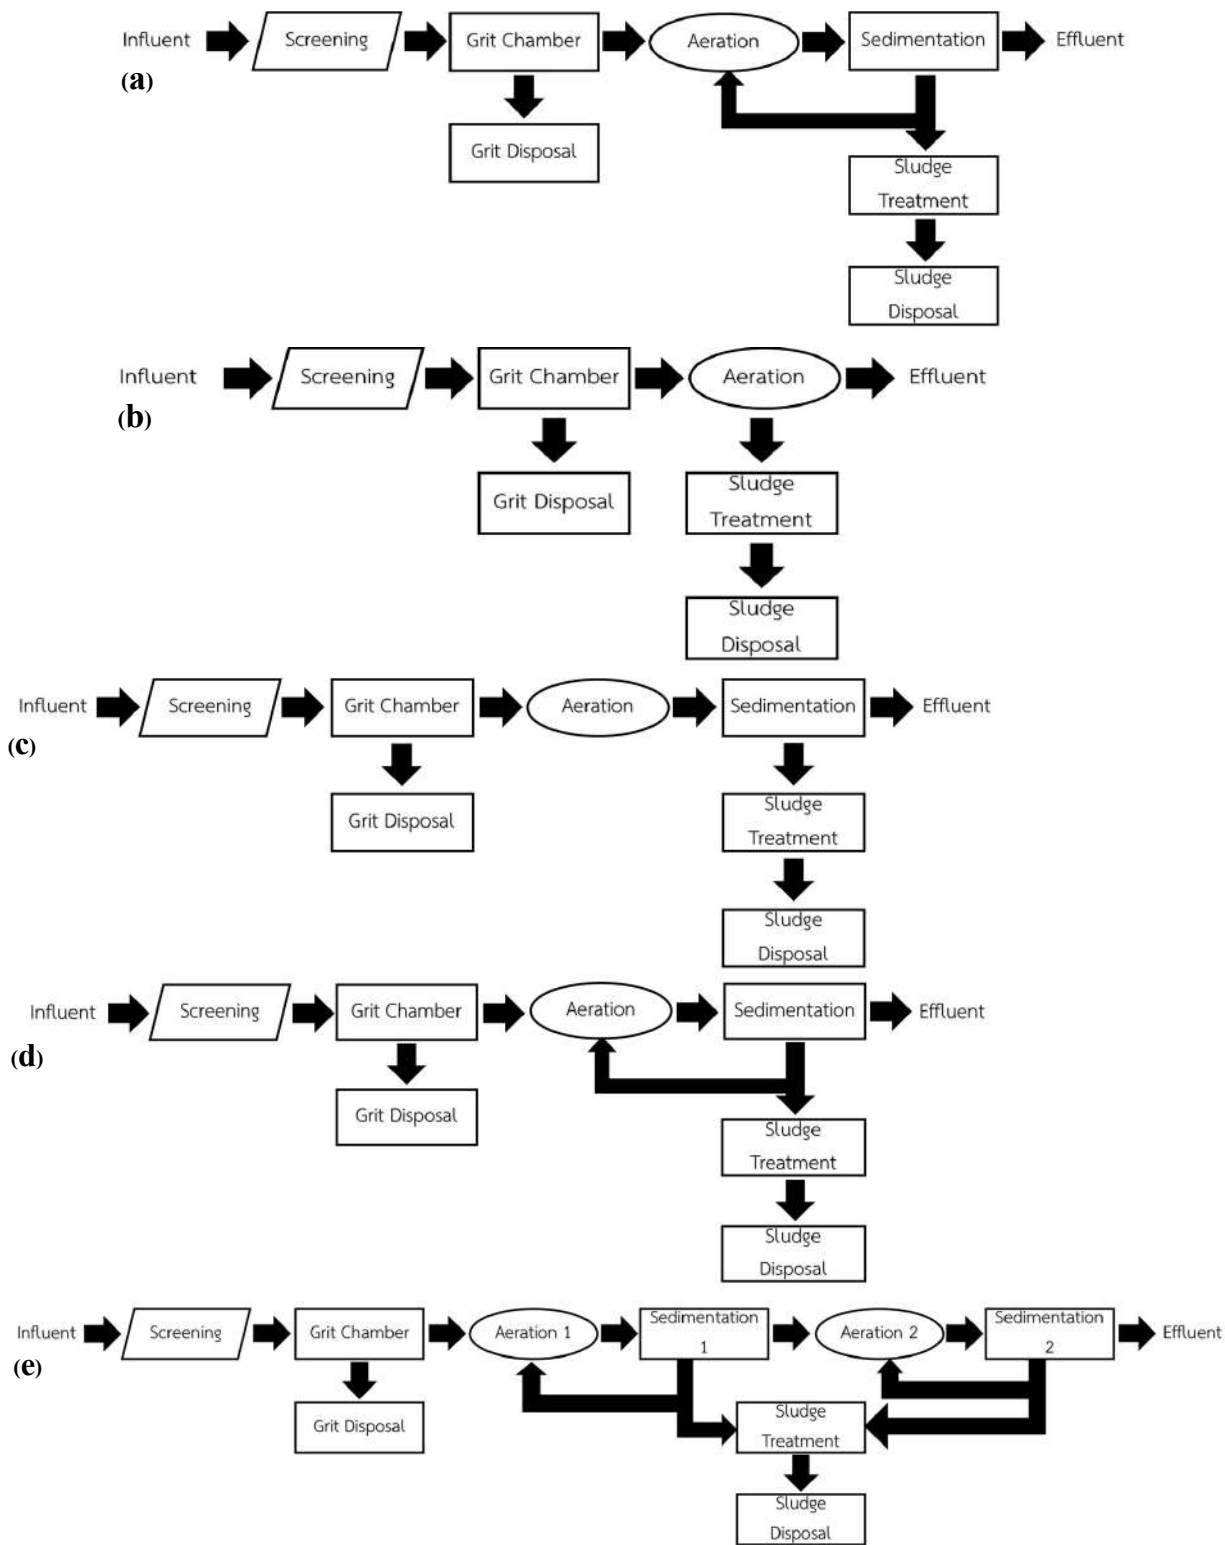 Influent Screening Grit Chamber Aeration Sedimentation Effluent
(a)
Grit Disposal
Sludge
Treatment
Sludge
Disposal
Influent Screening Grit Chamber Aeration Effluent
(b)
Grit Disposal
Sludge
Treatment
Sludge
Disposal
Influent Screening Grit Chamber Aeration Sedimentation Effluent
(c)
Grit Disposal
Sludge
Treatment
Sludge
Disposal
Influent Screening Grit Chamber Aeration Sedimentation Effluent
(d)
Grit Disposal
Sludge
Treatment
Sludge
Disposal
Influent Screening Grit Chamber Aeration 1 Sedimentation
1 Aeration 2 Sedimentation
2 Effluent
(e)
Grit Disposal
Sludge
Treatment
Sludge
Disposal